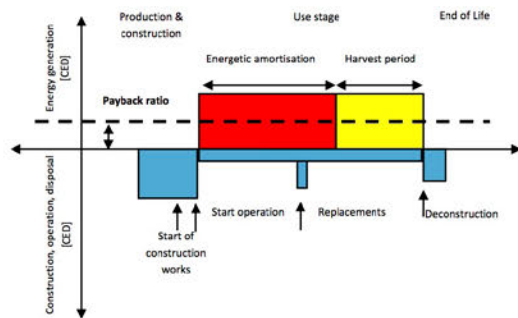 Production &
construction
Use stage
End of Life
Energetic amortisation
Harvest period
Energy generation
[CED]
Payback ratio
Construction, operation, disposal
[CED]
Start operation
Replacements
Deconstruction
Start of
construction
works